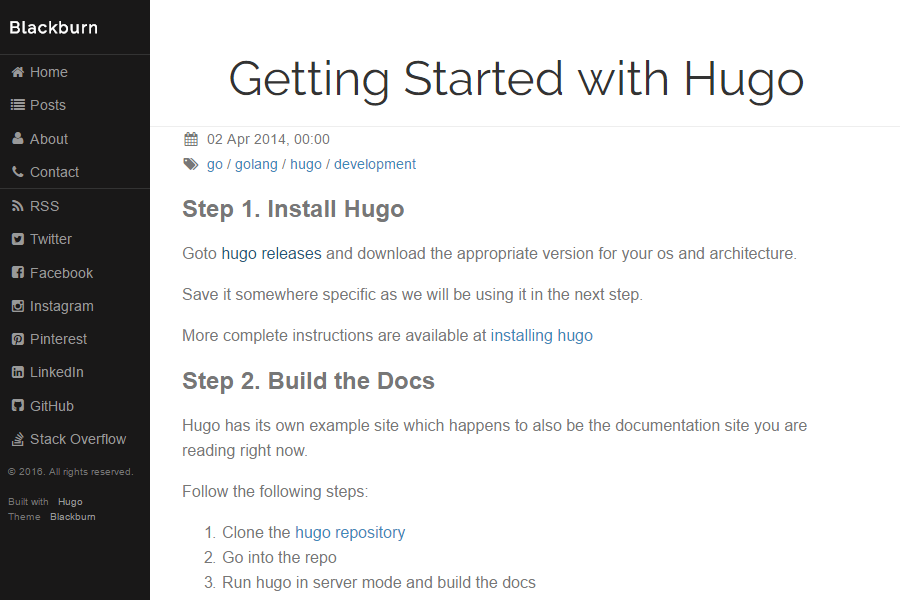 Blackburn
Home
Posts
About
Contact
RSS
Twitter
Facebook
Instagram
Pinterest
LinkedIn
GitHub
Stack Overflow
© 2016. All rights reserved.
Built with Hugo
Theme Blackburn
Getting Started with Hugo
02 Apr 2014, 00:00
go / golang / hugo / development
Step 1. Install Hugo
Goto hugo releases and download the appropriate version for your os and architecture.
Save it somewhere specific as we will be using it in the next step.
More complete instructions are available at installing hugo
Step 2. Build the Docs
Hugo has its own example site which happens to also be the documentation site you are
reading right now.
Follow the following steps:
1. Clone the hugo repository
2. Go into the repo
3. Run hugo in server mode and build the docs